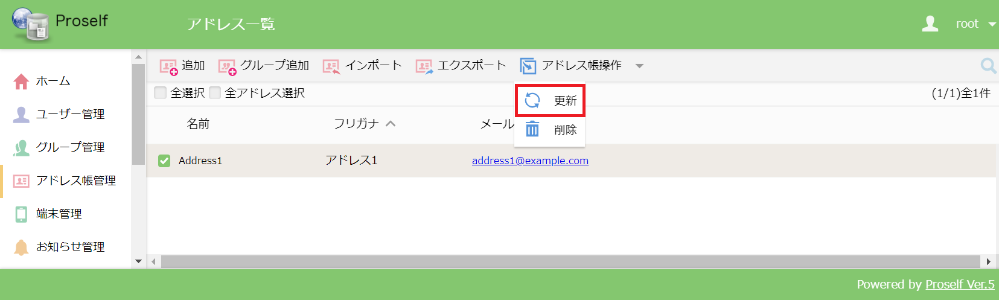 Proself
アドレス一覧
root
ホーム
ユーザー管理
グループ管理
アドレス帳管理
端末管理
お知らせ管理
追加 グループ追加 インポート エクスポート アドレス帳操作
全選択 全アドレス選択
(1/1)全1件
更新
削除
名前 フリガナ メール
Address1 アドレス1 address1@example.com
Powered by Proself Ver.5